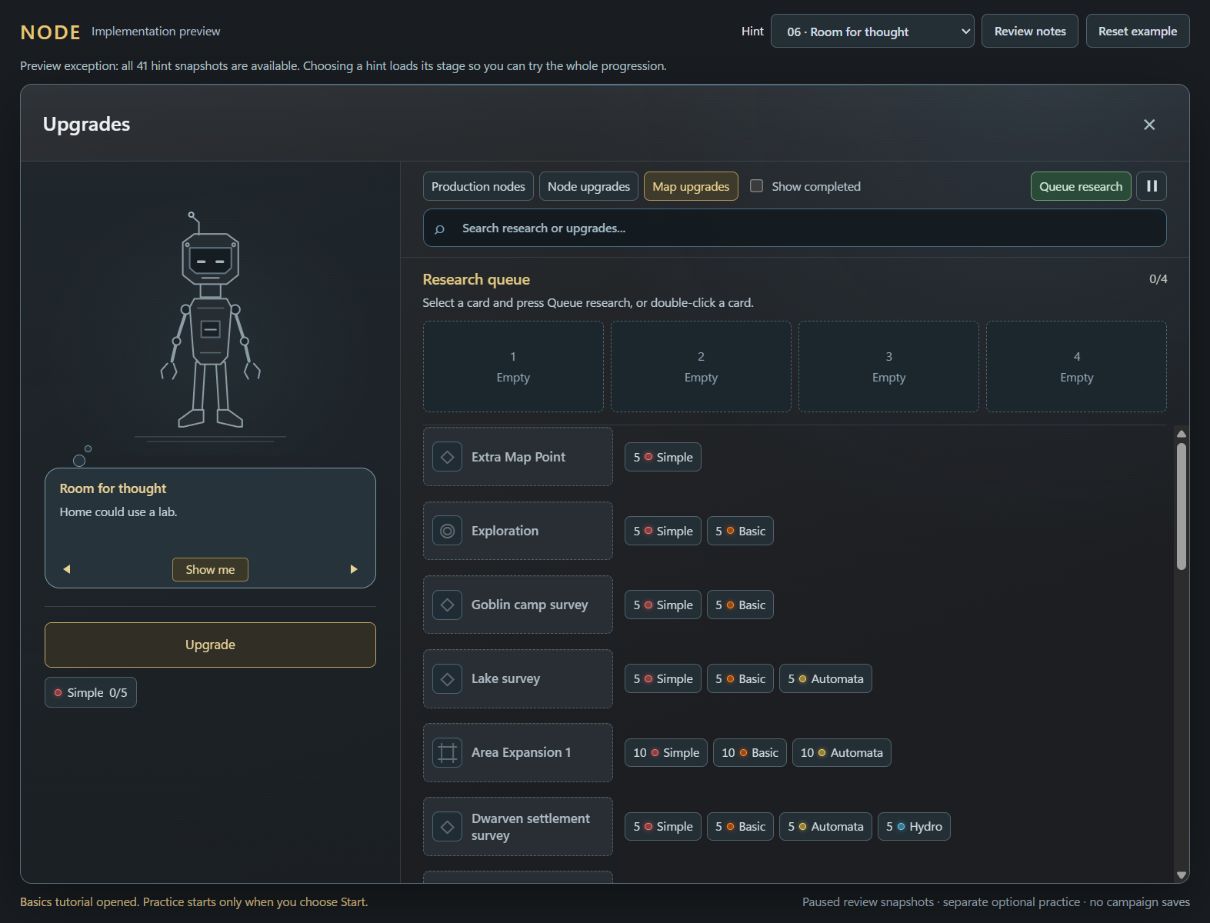 NODE Implementation preview Hint 06 · Room for thought Review notes Reset example
Preview exception: all 41 hint snapshots are available. Choosing a hint loads its stage so you can try the whole progression.
Upgrades
Production nodes Node upgrades Map upgrades Show completed Queue research
Search research or upgrades...
Research queue 0/4
Select a card and press Queue research, or double-click a card.
1 2 3 4
Empty Empty Empty Empty
Room for thought
Home could use a lab.
Show me
Upgrade
Simple 0/5
Extra Map Point 5 Simple
Exploration 5 Simple 5 Basic
Goblin camp survey 5 Simple 5 Basic
Lake survey 5 Simple 5 Basic 5 Automata
Area Expansion 1 10 Simple 10 Basic 10 Automata
Dwarven settlement
survey 5 Simple 5 Basic 5 Automata 5 Hydro
Basics tutorial opened. Practice starts only when you choose Start. Paused review snapshots · separate optional practice · no campaign saves